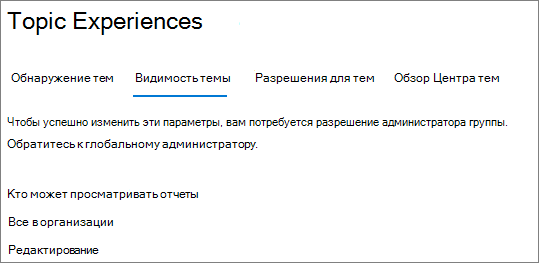 Topic Experiences
Обнаружение тем Видимость темы Разрешения для тем Обзор Центра тем
Чтобы успешно изменить эти параметры, вам потребуется разрешение администратора группы.
Обратитесь к глобальному администратору.
Кто может просматривать отчеты
Все в организации
Редактирование